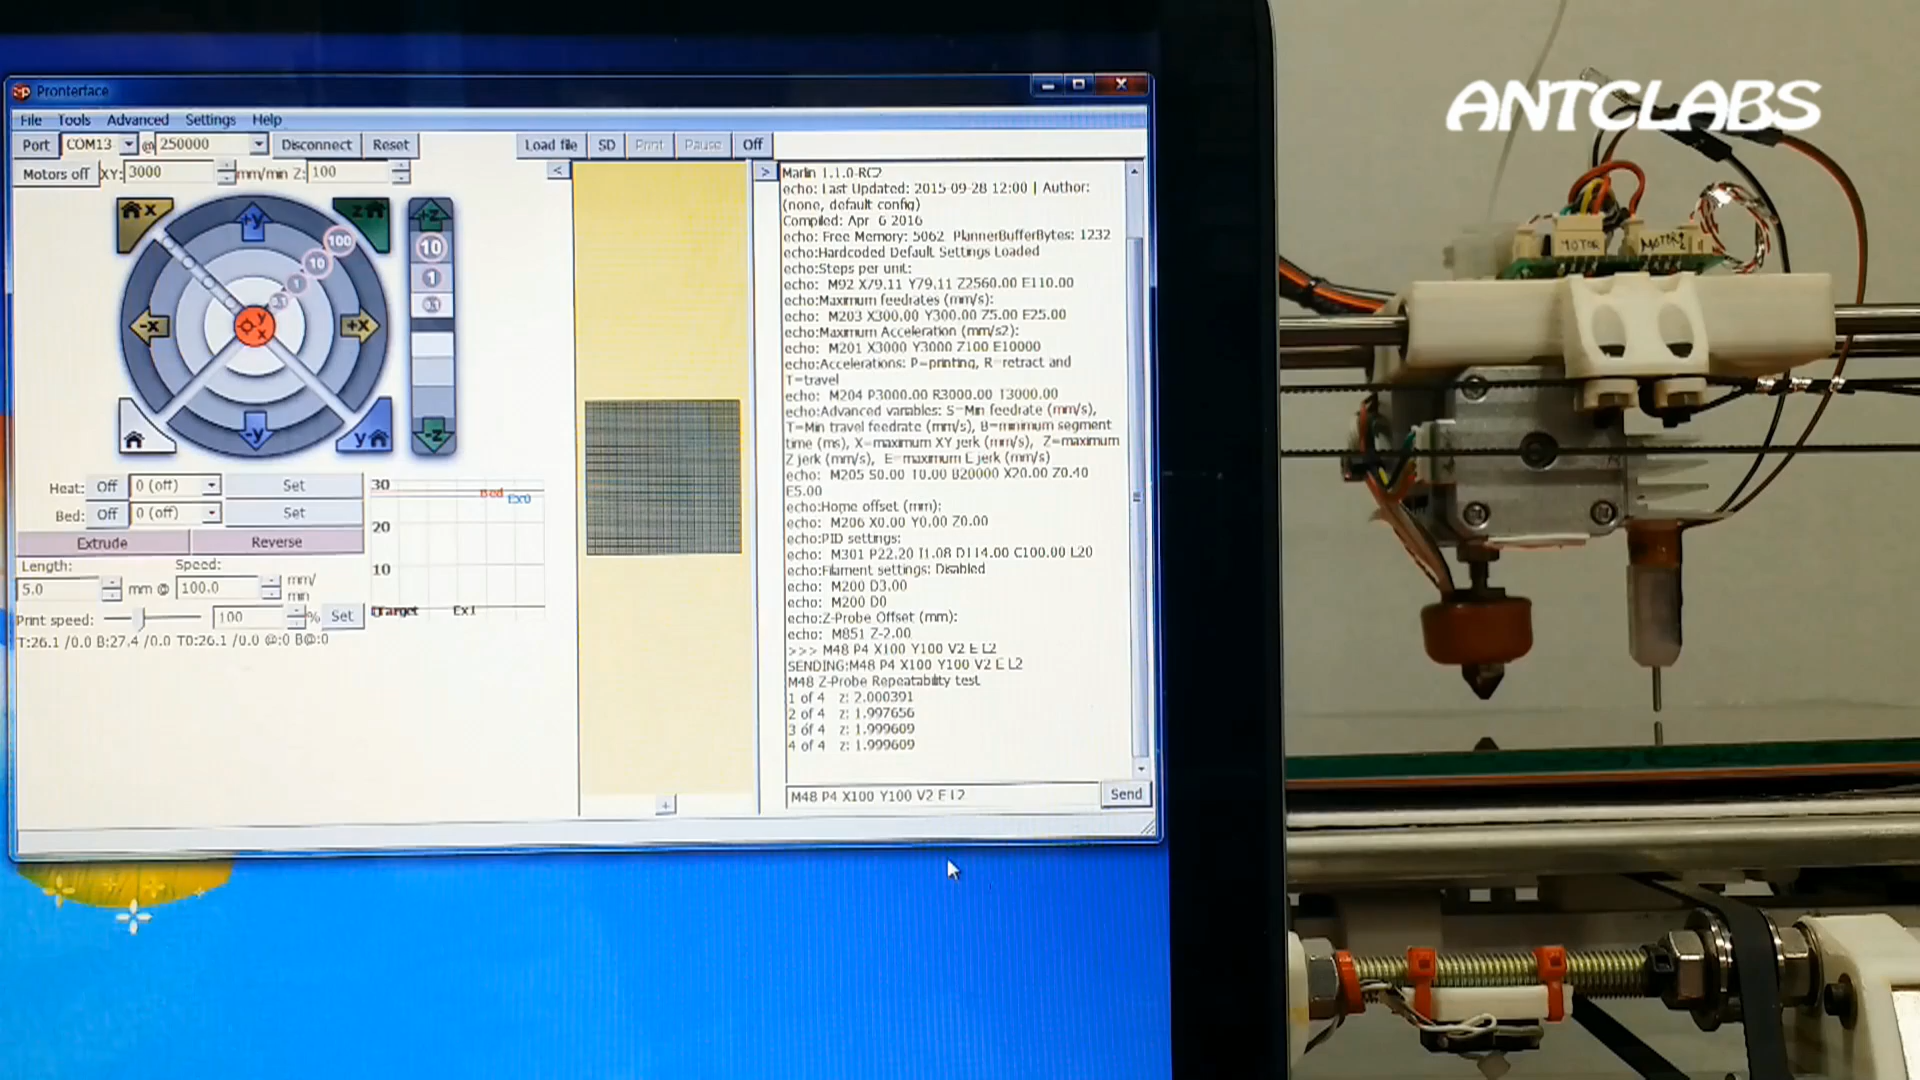 ANTCLABS
Pronterface
File Tools Advanced Settings Help
Port COM13 @ 250000 Disconnect Reset Load file SD Print Pause Off
Motors off XY: 3000 mm/min Z: 100
x z
+y
100
10
1
0.1
-x y x +x
-y
y
+Z
10
1
0.1
-Z
Heat: Off 0 (off) Set
Bed: Off 0 (off) Set
Extrude Reverse
Length: Speed:
5.0 mm @ 100.0 mm/
min
Print speed: 100 % Set
T:26.1 /0.0 B:27.4 /0.0 T0:26.1 /0.0 @:0 B@:0
30
Bed Ex0
20
10
Target Ex1
< >
+
Marlin 1.1.0-RC2
echo: Last Updated: 2015-09-28 12:00 | Author:
(none, default config)
Compiled: Apr 6 2016
echo: Free Memory: 5062 PlannerBufferBytes: 1232
echo:Hardcoded Default Settings Loaded
echo:Steps per unit:
echo: M92 X79.11 Y79.11 Z2560.00 E110.00
echo:Maximum feedrates (mm/s):
echo: M203 X300.00 Y300.00 Z5.00 E25.00
echo:Maximum Acceleration (mm/s2):
echo: M201 X3000 Y3000 Z100 E10000
echo:Accelerations: P=printing, R=retract and
T=travel
echo: M204 P3000.00 R3000.00 T3000.00
echo:Advanced variables: S=Min feedrate (mm/s),
T=Min travel feedrate (mm/s), B=minimum segment
time (ms), X=maximum XY jerk (mm/s), Z=maximum
Z jerk (mm/s), E=maximum E jerk (mm/s)
echo: M205 S0.00 T0.00 B20000 X20.00 Z0.40
E5.00
echo:Home offset (mm):
echo: M206 X0.00 Y0.00 Z0.00
echo:PID settings:
echo: M301 P22.20 I1.08 D114.00 C100.00 L20
echo:Filament settings: Disabled
echo: M200 D3.00
echo: M200 D0
echo:Z-Probe Offset (mm):
echo: M851 Z-2.00
>>> M48 P4 X100 Y100 V2 E L2
SENDING:M48 P4 X100 Y100 V2 E L2
M48 Z-Probe Repeatability test
1 of 4 z: 2.000391
2 of 4 z: 1.997656
3 of 4 z: 1.999609
4 of 4 z: 1.999609
M48 P4 X100 Y100 V2 E L2 Send
MOTOR MOTOR2